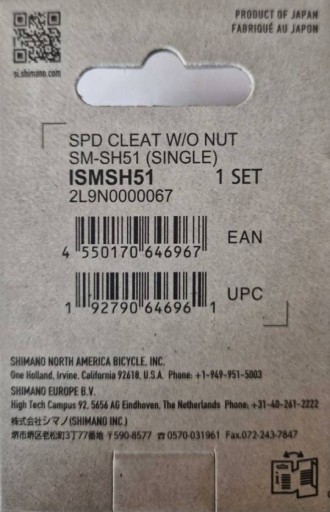 PRODUCT OF JAPAN
FABRIQUÉ AU JAPON
si.shimano.com
SPD CLEAT W/O NUT
SM-SH51 (SINGLE)
ISMSH51 1 SET
2L9N0000067
4 550170 646967 EAN
1 92790 64696 1 UPC
SHIMANO NORTH AMERICA BICYCLE, INC.
One Holland, Irvine, California 92618, U.S.A. Phone: +1-949-951-5003
SHIMANO EUROPE B.V.
High Tech Campus 92, 5656 AG Eindhoven, The Netherlands Phone: +31-40-261-2222
株式会社シマノ(SHIMANO INC.)
堺市堺区老松町3丁77番地 〒590-8577 ☎0570-031961 Fax.072-243-7847